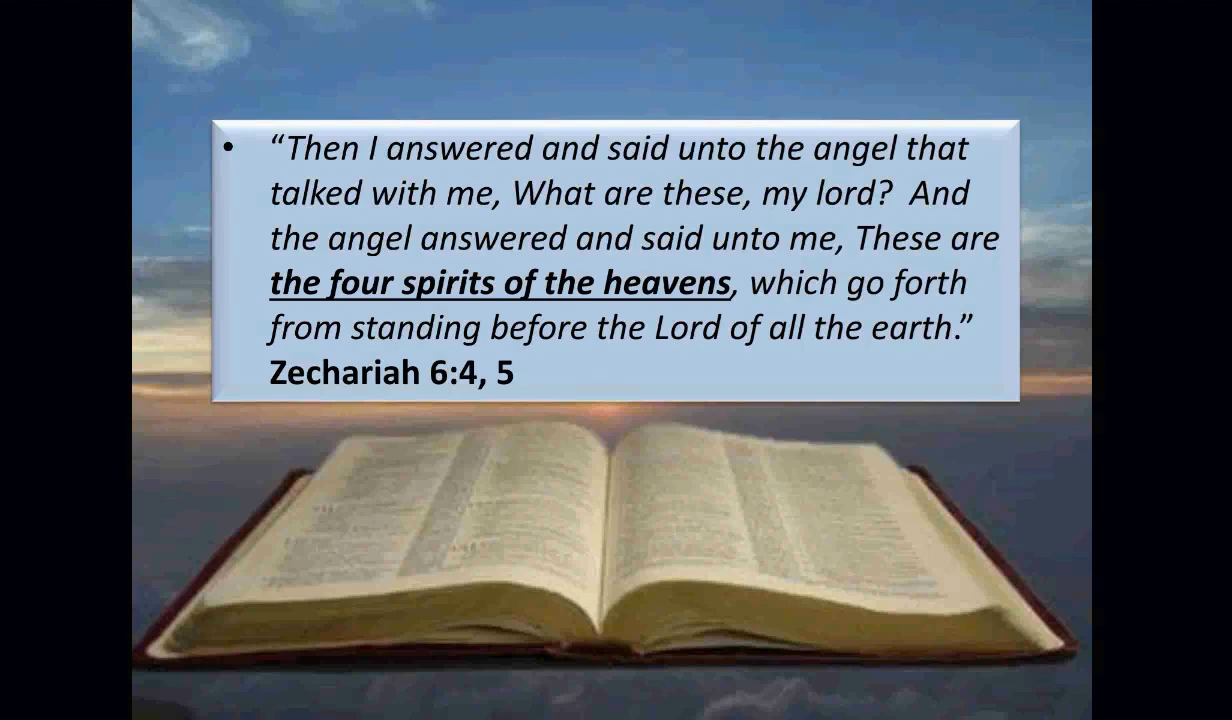 • “Then I answered and said unto the angel that
talked with me, What are these, my lord?  And
the angel answered and said unto me, These are
the four spirits of the heavens, which go forth
from standing before the Lord of all the earth.”
Zechariah 6:4, 5